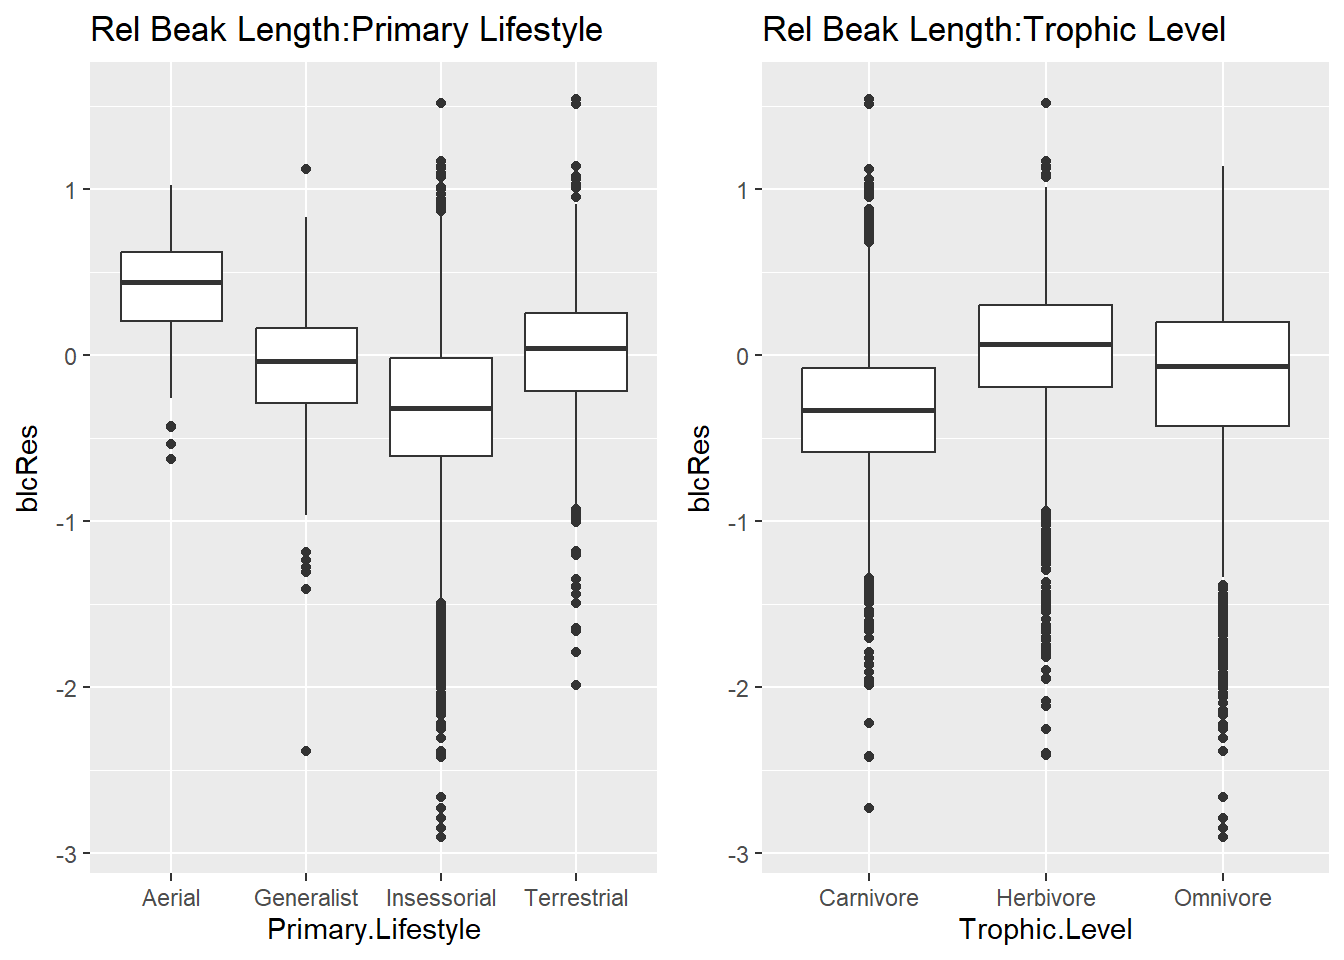 Rel Beak Length:Primary Lifestyle
blcRes
1
0
-1
-2
-3
Aerial Generalist Insessorial Terrestrial
Primary.Lifestyle
Rel Beak Length:Trophic Level
blcRes
1
0
-1
-2
-3
Carnivore Herbivore Omnivore
Trophic.Level